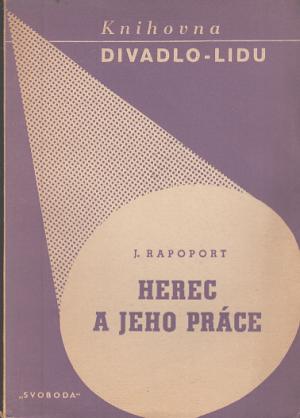 Knihovna
DIVADLO-LIDU
J. RAPOPORT
HEREC
A JEHO PRÁCE
„SVOBODA“